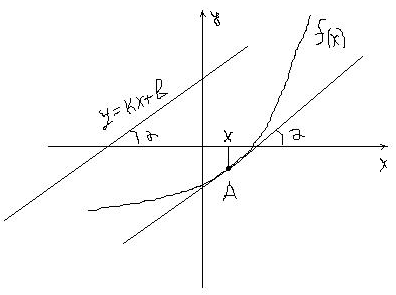 y
f(x)
y=kx+b
α
x
α
x
A